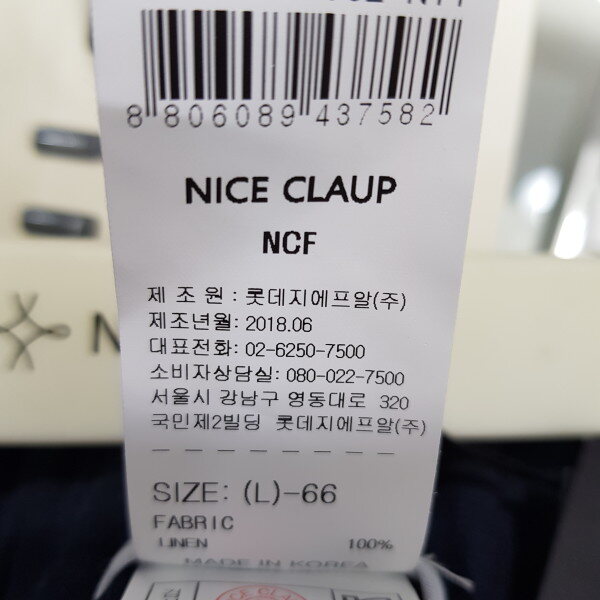 8 806089 437582
NICE CLAUP
NCF
제 조 원 : 롯데지에프알(주)
제조년월: 2018.06
대표전화: 02-6250-7500
소비자상담실: 080-022-7500
서울시 강남구 영동대로 320
국민제2빌딩 롯데지에프알(주)
SIZE: (L)-66
FABRIC
LINEN 100%
MADE IN KOREA
NICE CLAUP